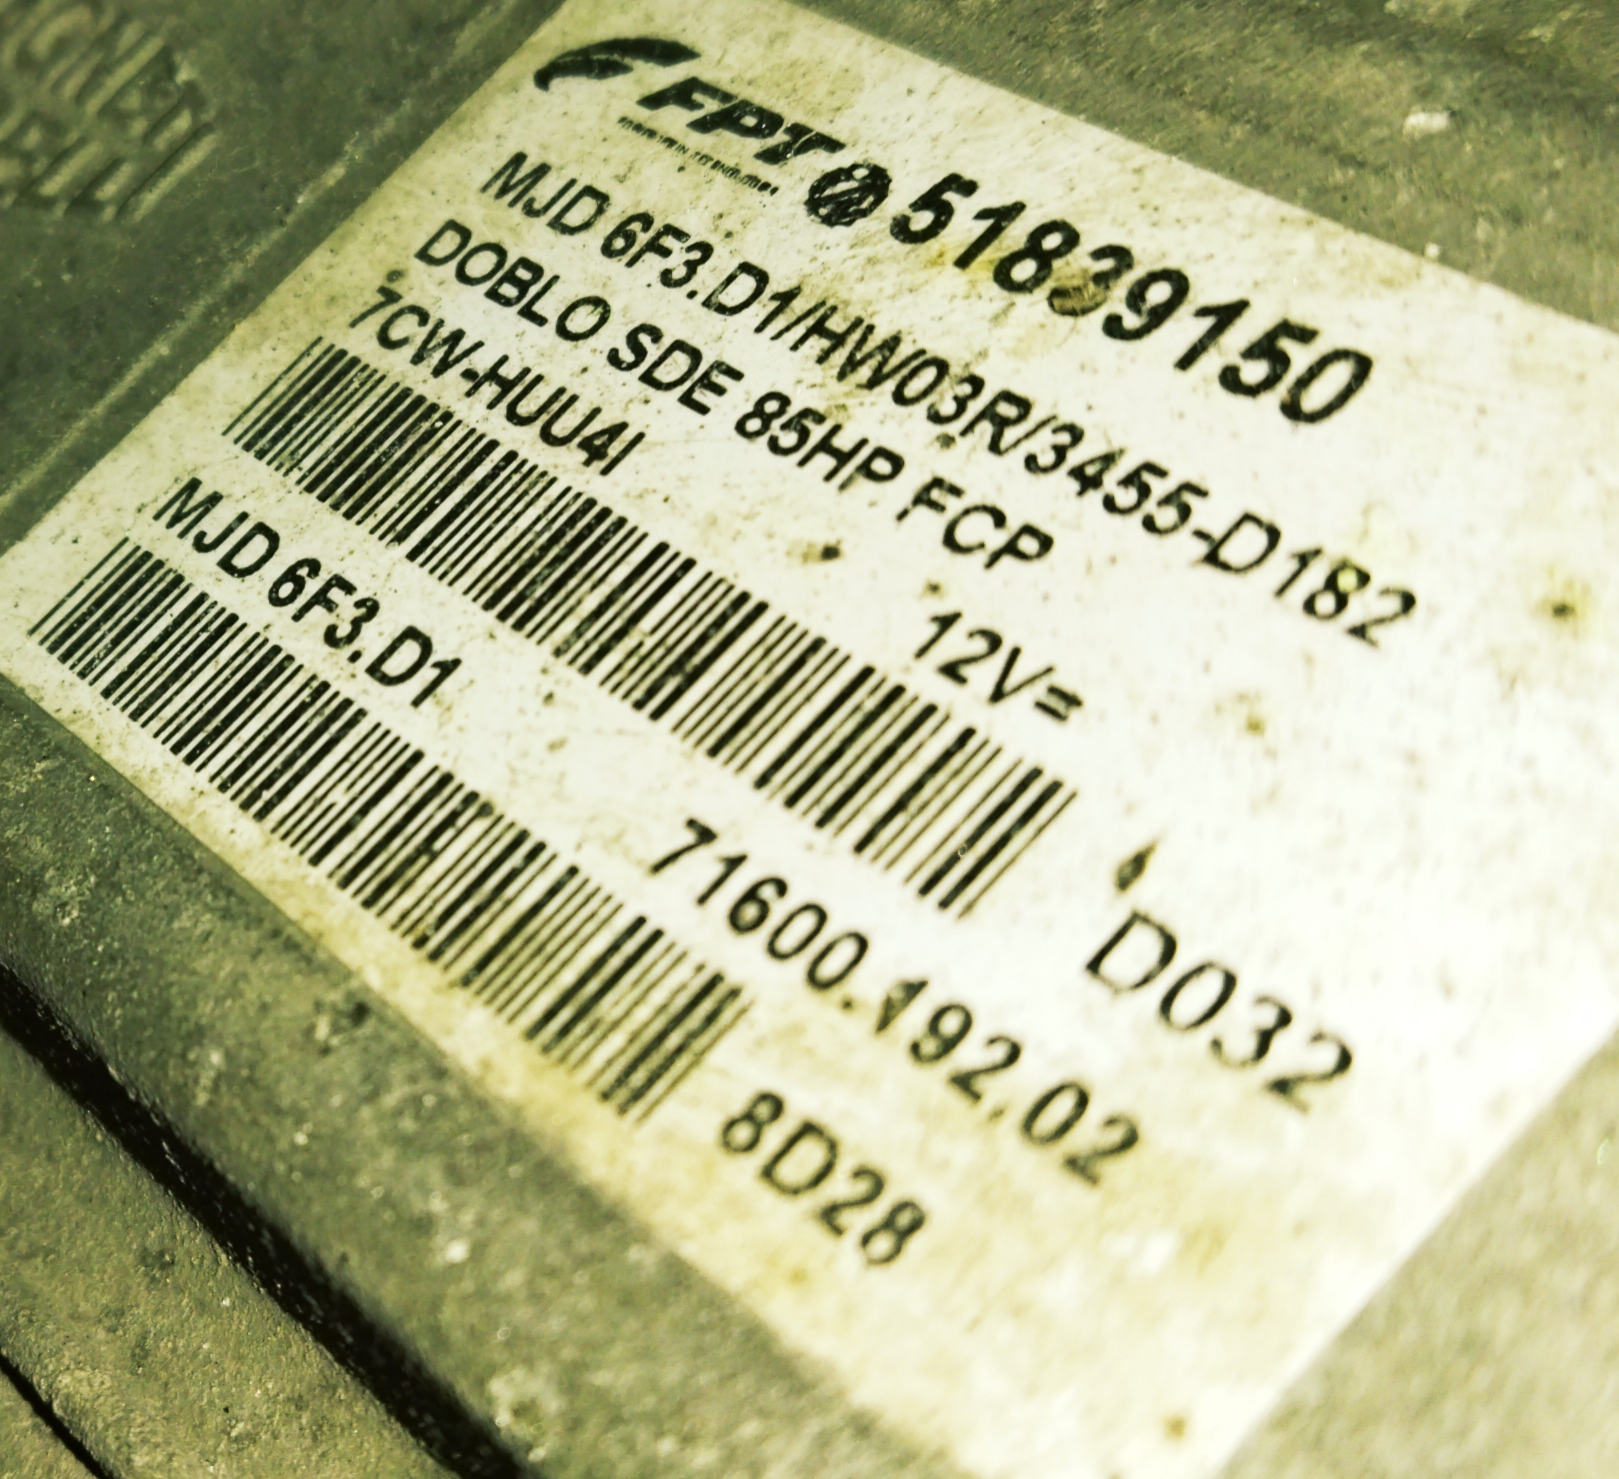 FPT 51839150
MJD 6F3.D1/HW03R/3455-D182
DOBLO SDE 85HP FCP
7CW-HUU4I
12V=
MJD 6F3.D1
D032
71600.192.02
8D28